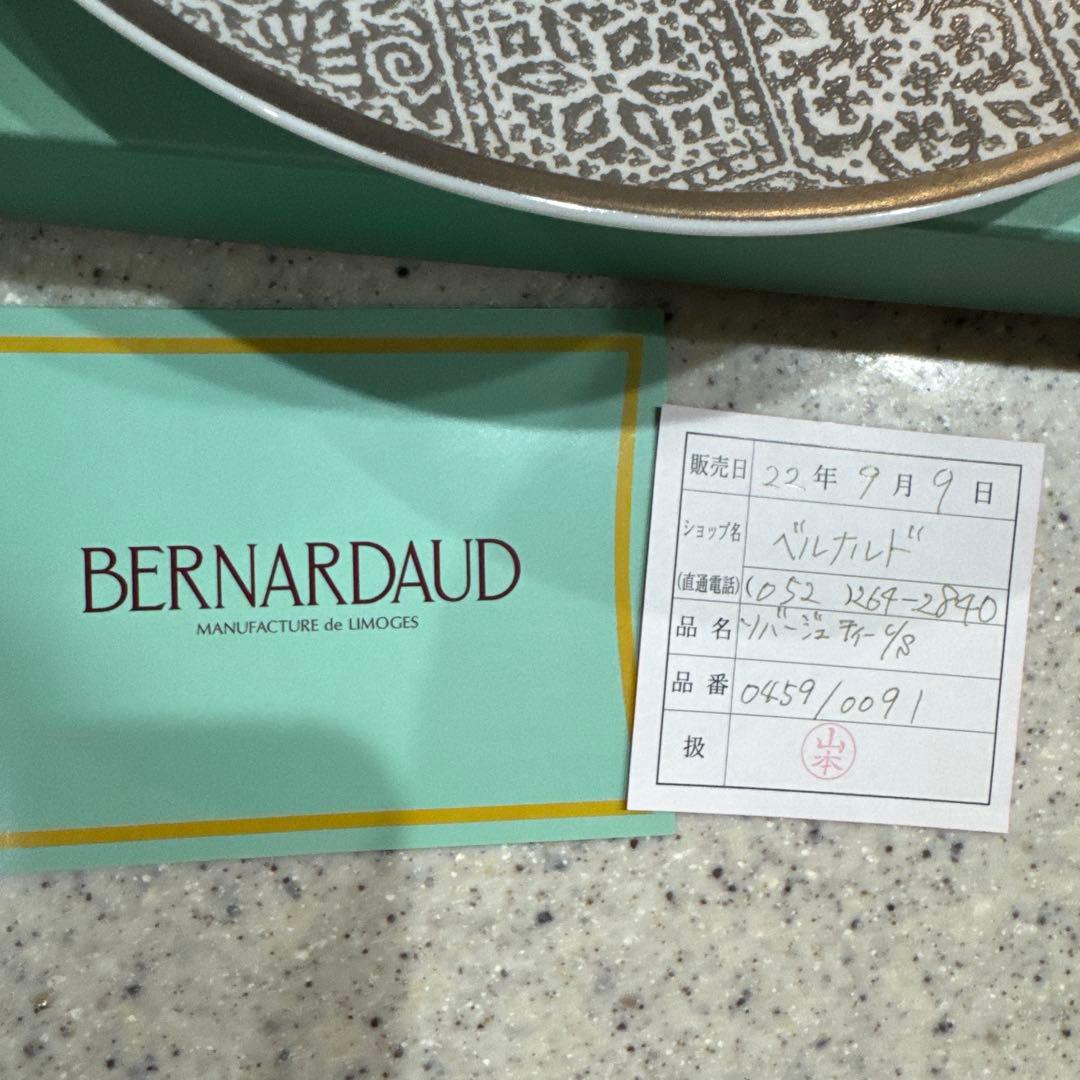 BERNARDAUD
MANUFACTURE de LIMOGES
販売日 22年 9月 9日
ショップ名 ベルナルド
(直通電話) (052)264-2840
品名 ソバージュ ティー c/s
品番 0459/0091
扱 山本